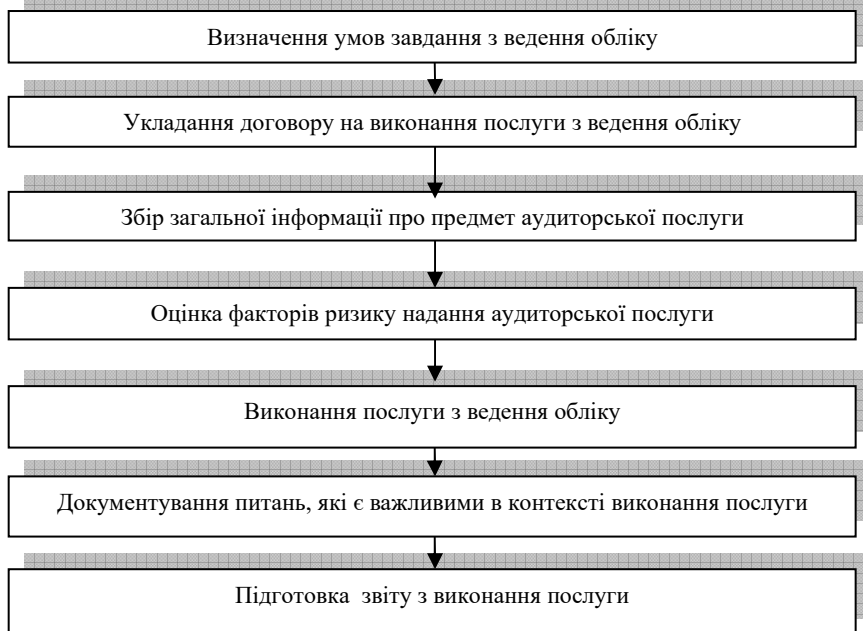 Визначення умов завдання з ведення обліку
Укладання договору на виконання послуги з ведення обліку
Збір загальної інформації про предмет аудиторської послуги
Оцінка факторів ризику надання аудиторської послуги
Виконання послуги з ведення обліку
Документування питань, які є важливими в контексті виконання послуги
Підготовка звіту з виконання послуги